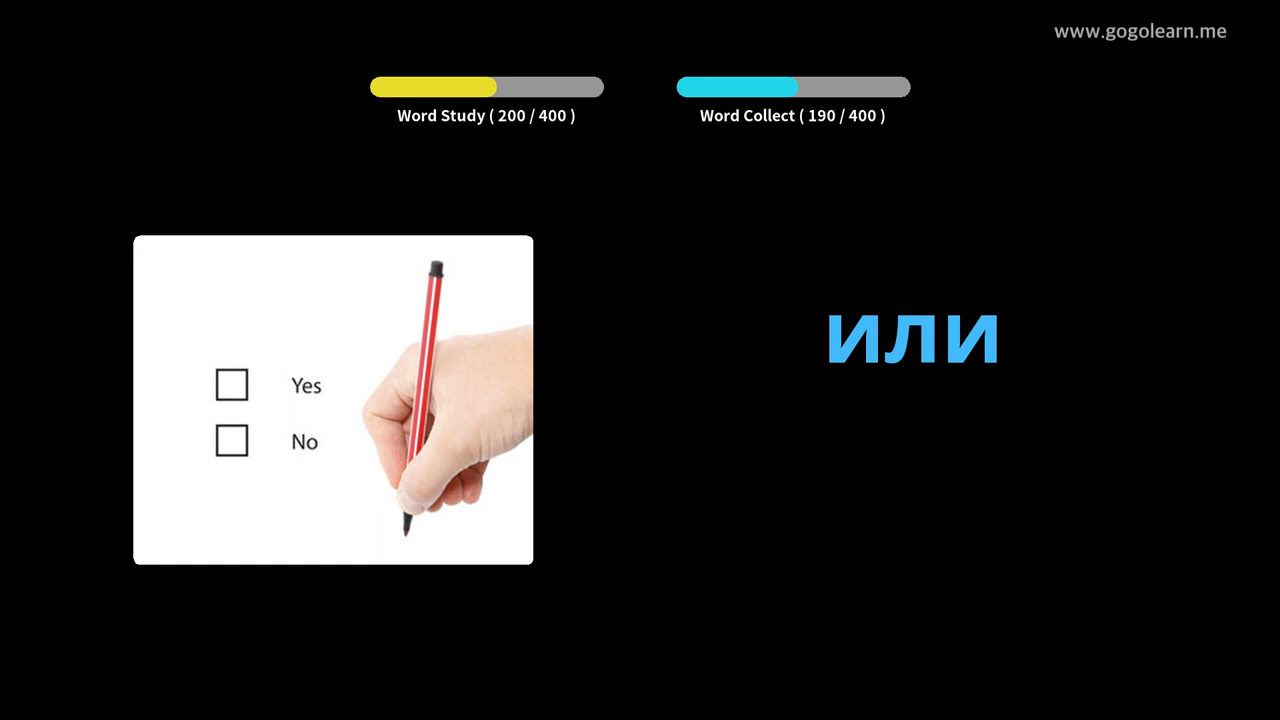 www.gogolearn.me
Word Study ( 200 / 400 )
Word Collect ( 190 / 400 )
Yes
No
или